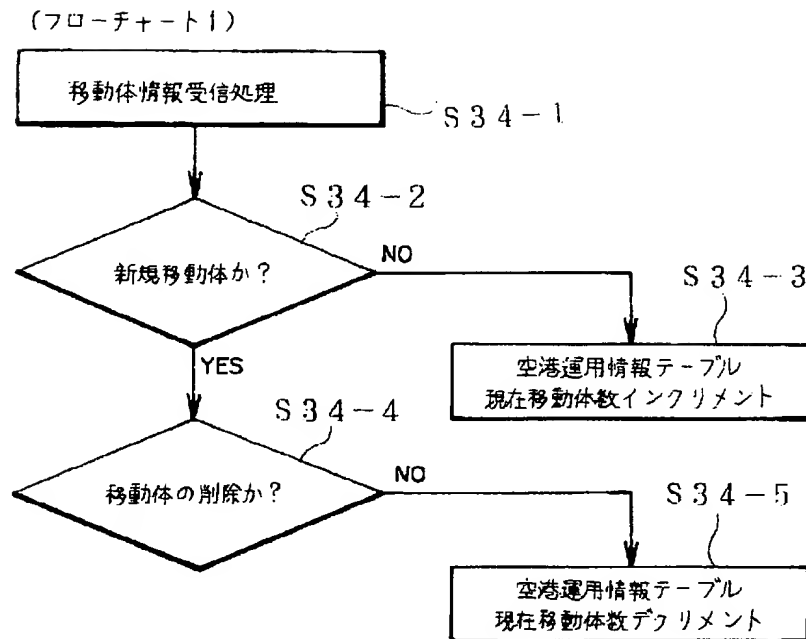 (フローチャート1)
移動体情報受信処理
S34-1
S34-2
新規移動体か?
NO
S34-3
YES
空港運用情報テーブル
現在移動体数インクリメント
S34-4
移動体の削除か?
NO
S34-5
空港運用情報テーブル
現在移動体数デクリメント